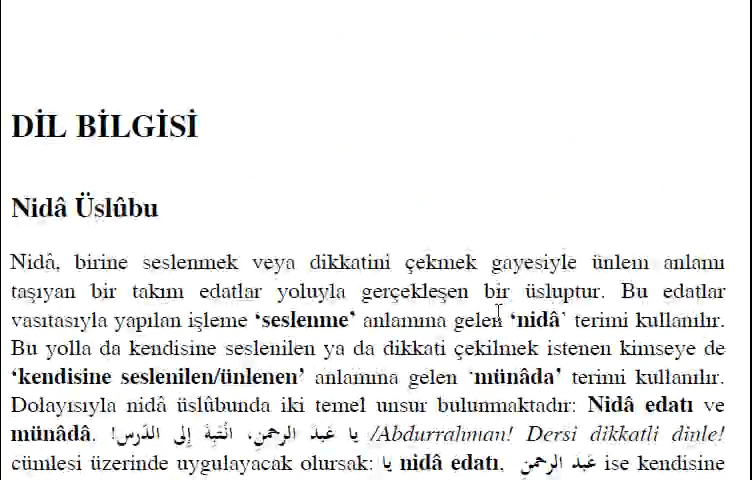 DİL BİLGİSİ
Nidâ Üslûbu
Nidâ, birine seslenmek veya dikkatini çekmek gayesiyle ünlem anlamı
taşıyan bir takım edatlar yoluyla gerçekleşen bir üsluptur. Bu edatlar
vasıtasıyla yapılan işleme ‘seslenme’ anlamına gelen ‘nidâ’ terimi kullanılır.
Bu yolla da kendisine seslenilen ya da dikkati çekilmek istenen kimseye de
‘kendisine seslenilen/ünlenen’ anlamına gelen ‘münâda’ terimi kullanılır.
Dolayısıyla nidâ üslûbunda iki temel unsur bulunmaktadır: Nidâ edatı ve
münâdâ. يا عَبدَ الرحمنِ، انْتَبِهْ إلى الدَرسِ! /Abdurrahman! Dersi dikkatli dinle!
cümlesi üzerinde uygulayacak olursak: يا nidâ edatı, عَبدَ الرحمنِ ise kendisine